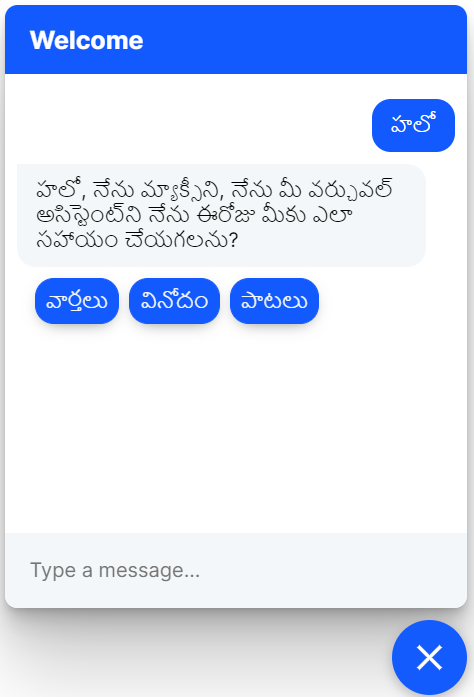 Welcome
హలో
హలో, నేను మ్యాక్సీని, నేను మీ వర్చువల్
అసిస్టెంట్‌ని నేను ఈరోజు మీకు ఎలా
సహాయం చేయగలను?
వార్తలు వినోదం పాటలు
Type a message...